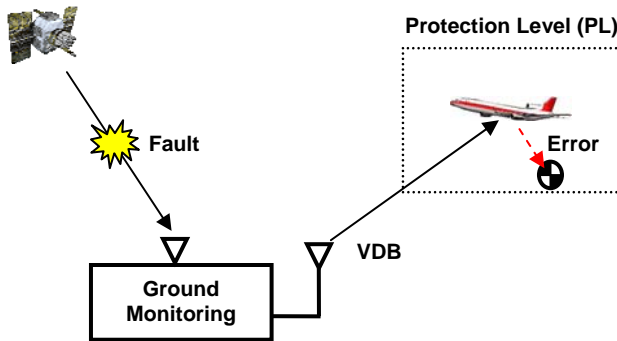 Protection Level (PL)
Fault
Error
VDB
Ground
Monitoring